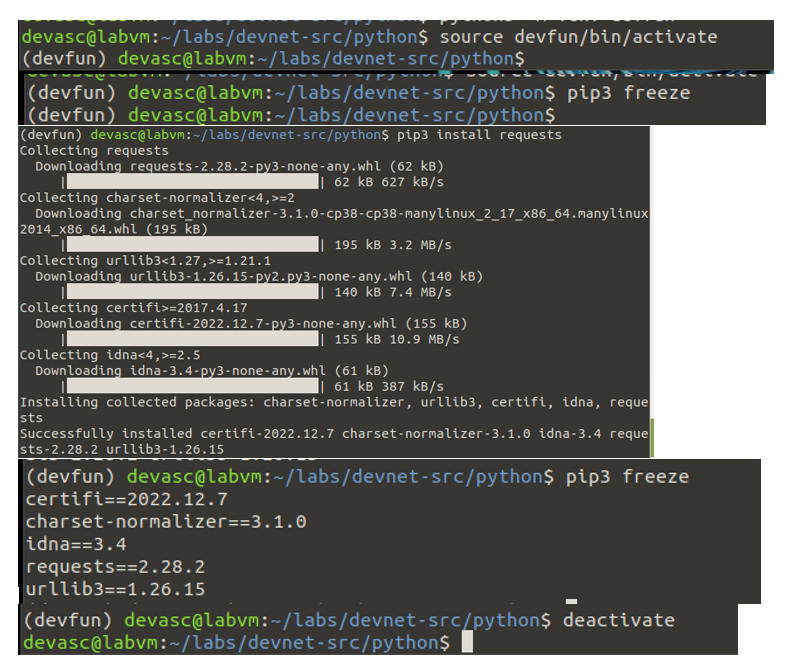 devasc@labvm:~/labs/devnet-src/python$ source devfun/bin/activate
(devfun) devasc@labvm:~/labs/devnet-src/python$
(devfun) devasc@labvm:~/labs/devnet-src/python$ pip3 freeze
(devfun) devasc@labvm:~/labs/devnet-src/python$
(devfun) devasc@labvm:~/labs/devnet-src/python$ pip3 install requests
Collecting requests
  Downloading requests-2.28.2-py3-none-any.whl (62 kB)
     || 62 kB 627 kB/s
Collecting charset-normalizer<4,>=2
  Downloading charset_normalizer-3.1.0-cp38-cp38-manylinux_2_17_x86_64.manylinux
2014_x86_64.whl (195 kB)
     || 195 kB 3.2 MB/s
Collecting urllib3<1.27,>=1.21.1
  Downloading urllib3-1.26.15-py2.py3-none-any.whl (140 kB)
     || 140 kB 7.4 MB/s
Collecting certifi>=2017.4.17
  Downloading certifi-2022.12.7-py3-none-any.whl (155 kB)
     || 155 kB 10.9 MB/s
Collecting idna<4,>=2.5
  Downloading idna-3.4-py3-none-any.whl (61 kB)
     || 61 kB 387 kB/s
Installing collected packages: charset-normalizer, urllib3, certifi, idna, reque
sts
Successfully installed certifi-2022.12.7 charset-normalizer-3.1.0 idna-3.4 reque
sts-2.28.2 urllib3-1.26.15
(devfun) devasc@labvm:~/labs/devnet-src/python$ pip3 freeze
certifi==2022.12.7
charset-normalizer==3.1.0
idna==3.4
requests==2.28.2
urllib3==1.26.15
(devfun) devasc@labvm:~/labs/devnet-src/python$ deactivate
devasc@labvm:~/labs/devnet-src/python$